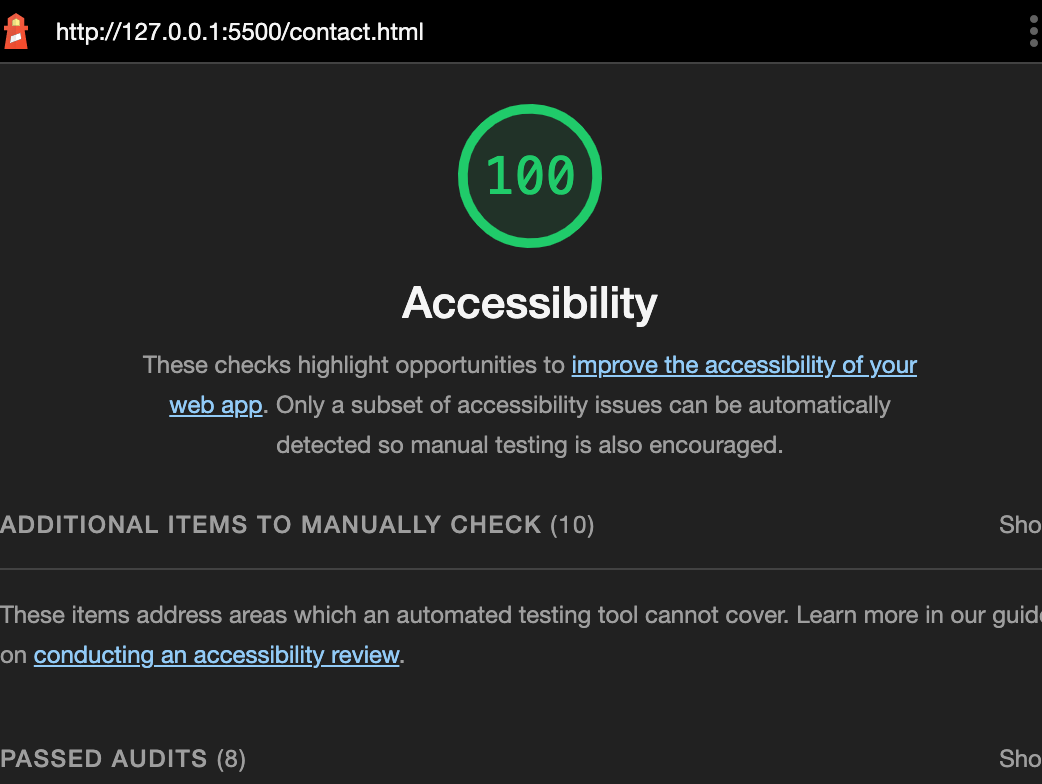 http://127.0.0.1:5500/contact.html
100
Accessibility
These checks highlight opportunities to improve the accessibility of your
web app. Only a subset of accessibility issues can be automatically
detected so manual testing is also encouraged.
ADDITIONAL ITEMS TO MANUALLY CHECK (10) Sho
These items address areas which an automated testing tool cannot cover. Learn more in our guide
on conducting an accessibility review.
PASSED AUDITS (8) Sho